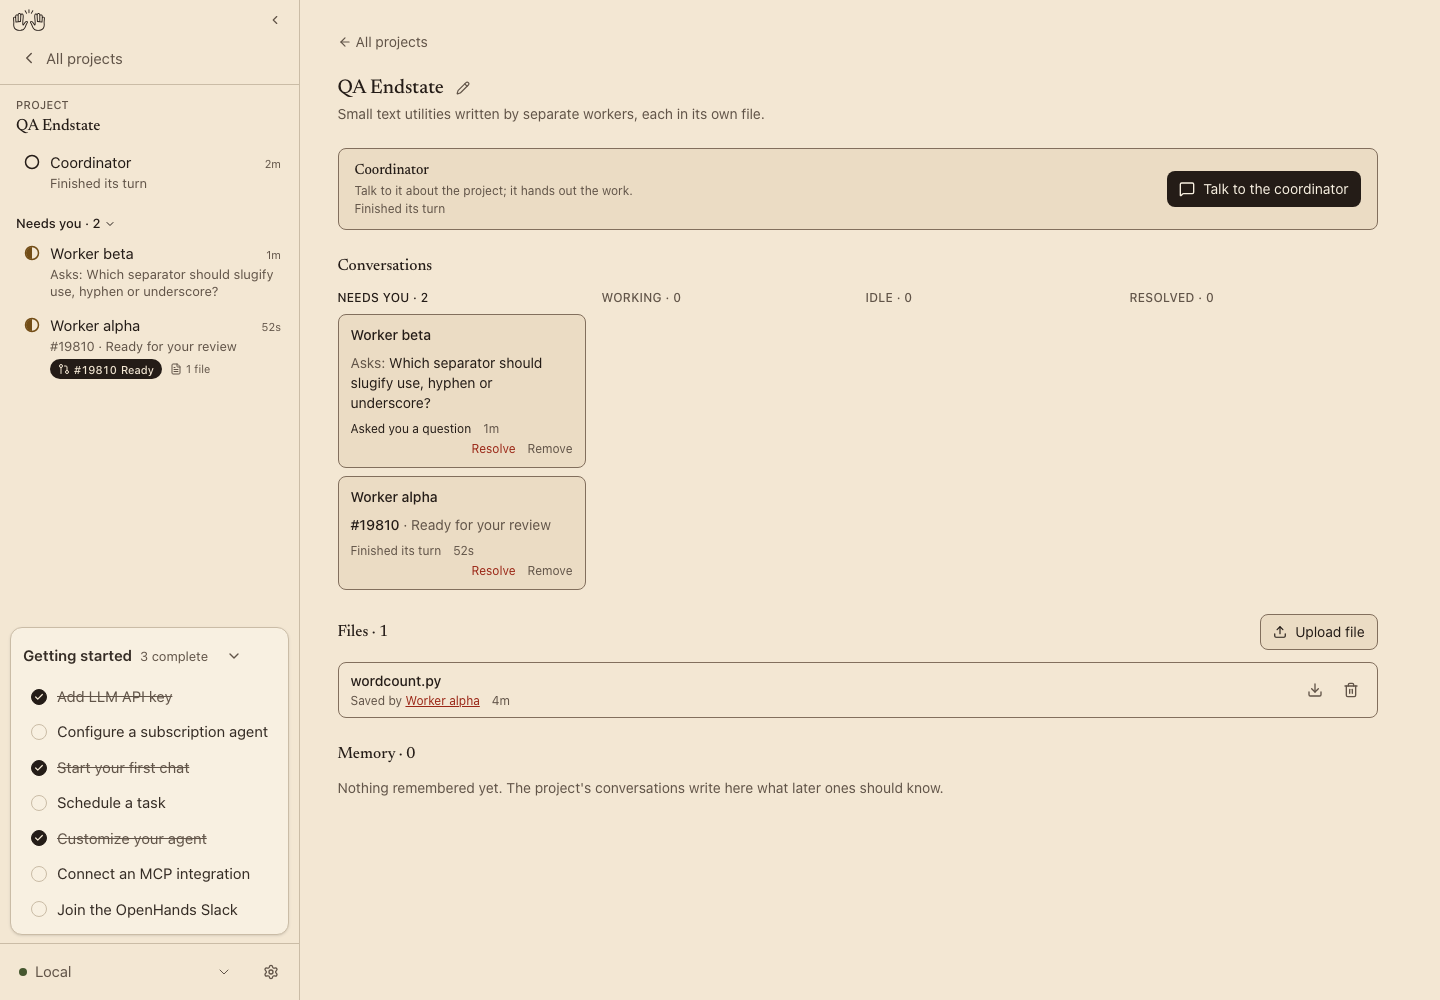 All projects
PROJECT
QA Endstate
Coordinator 2m
Finished its turn
Needs you · 2
Worker beta 1m
Asks: Which separator should slugify
use, hyphen or underscore?
Worker alpha 52s
#19810 · Ready for your review
#19810 Ready 1 file
Getting started 3 complete
Add LLM API key
Configure a subscription agent
Start your first chat
Schedule a task
Customize your agent
Connect an MCP integration
Join the OpenHands Slack
Local
All projects
QA Endstate
Small text utilities written by separate workers, each in its own file.
Coordinator
Talk to it about the project; it hands out the work.
Finished its turn
Talk to the coordinator
Conversations
NEEDS YOU · 2 WORKING · 0 IDLE · 0 RESOLVED · 0
Worker beta
Asks: Which separator should
slugify use, hyphen or
underscore?
Asked you a question 1m
Resolve Remove
Worker alpha
#19810 · Ready for your review
Finished its turn 52s
Resolve Remove
Files · 1
Upload file
wordcount.py
Saved by Worker alpha 4m
Memory · 0
Nothing remembered yet. The project's conversations write here what later ones should know.